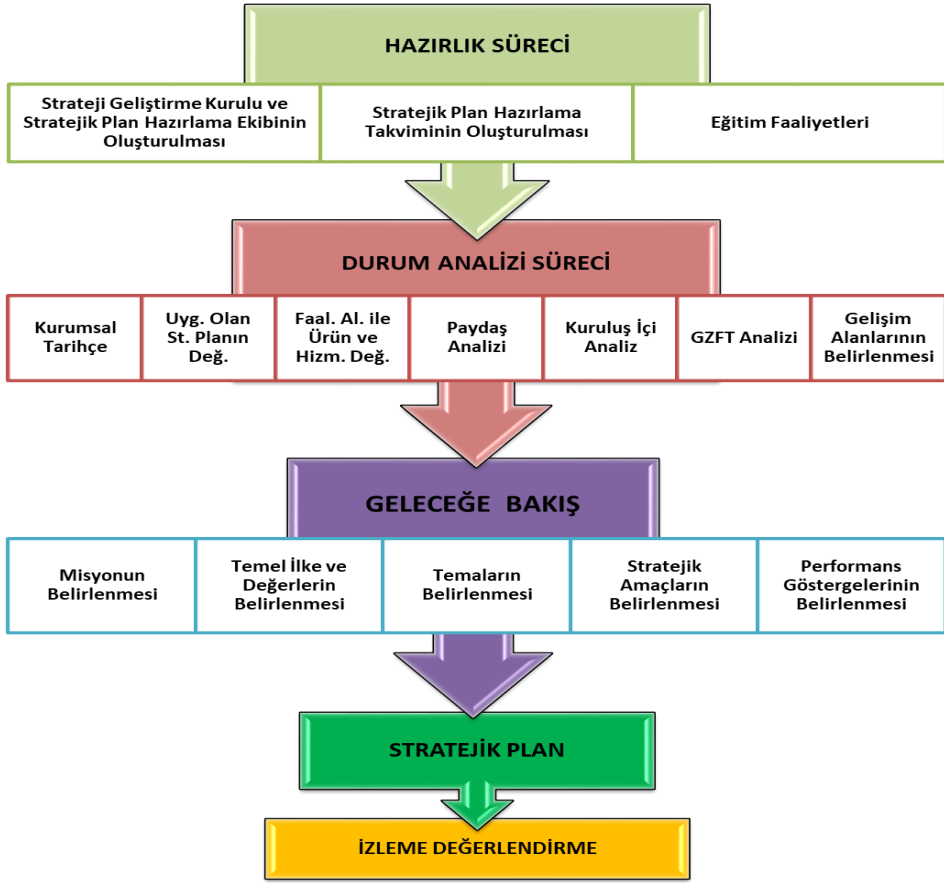 HAZIRLIK SÜRECİ
Strateji Geliştirme Kurulu ve
Stratejik Plan Hazırlama Ekibinin
Oluşturulması
Stratejik Plan Hazırlama
Takviminin Oluşturulması
Eğitim Faaliyetleri
DURUM ANALİZİ SÜRECİ
Kurumsal
Tarihçe
Uyg. Olan
St. Planın
Değ.
Faal. Al. ile
Ürün ve
Hizm. Değ.
Paydaş
Analizi
Kuruluş İçi
Analiz
GZFT Analizi
Gelişim
Alanlarının
Belirlenmesi
GELECEĞE BAKIŞ
Misyonun
Belirlenmesi
Temel İlke ve
Değerlerin
Belirlenmesi
Temaların
Belirlenmesi
Stratejik
Amaçların
Belirlenmesi
Performans
Göstergelerinin
Belirlenmesi
STRATEJİK PLAN
İZLEME DEĞERLENDİRME